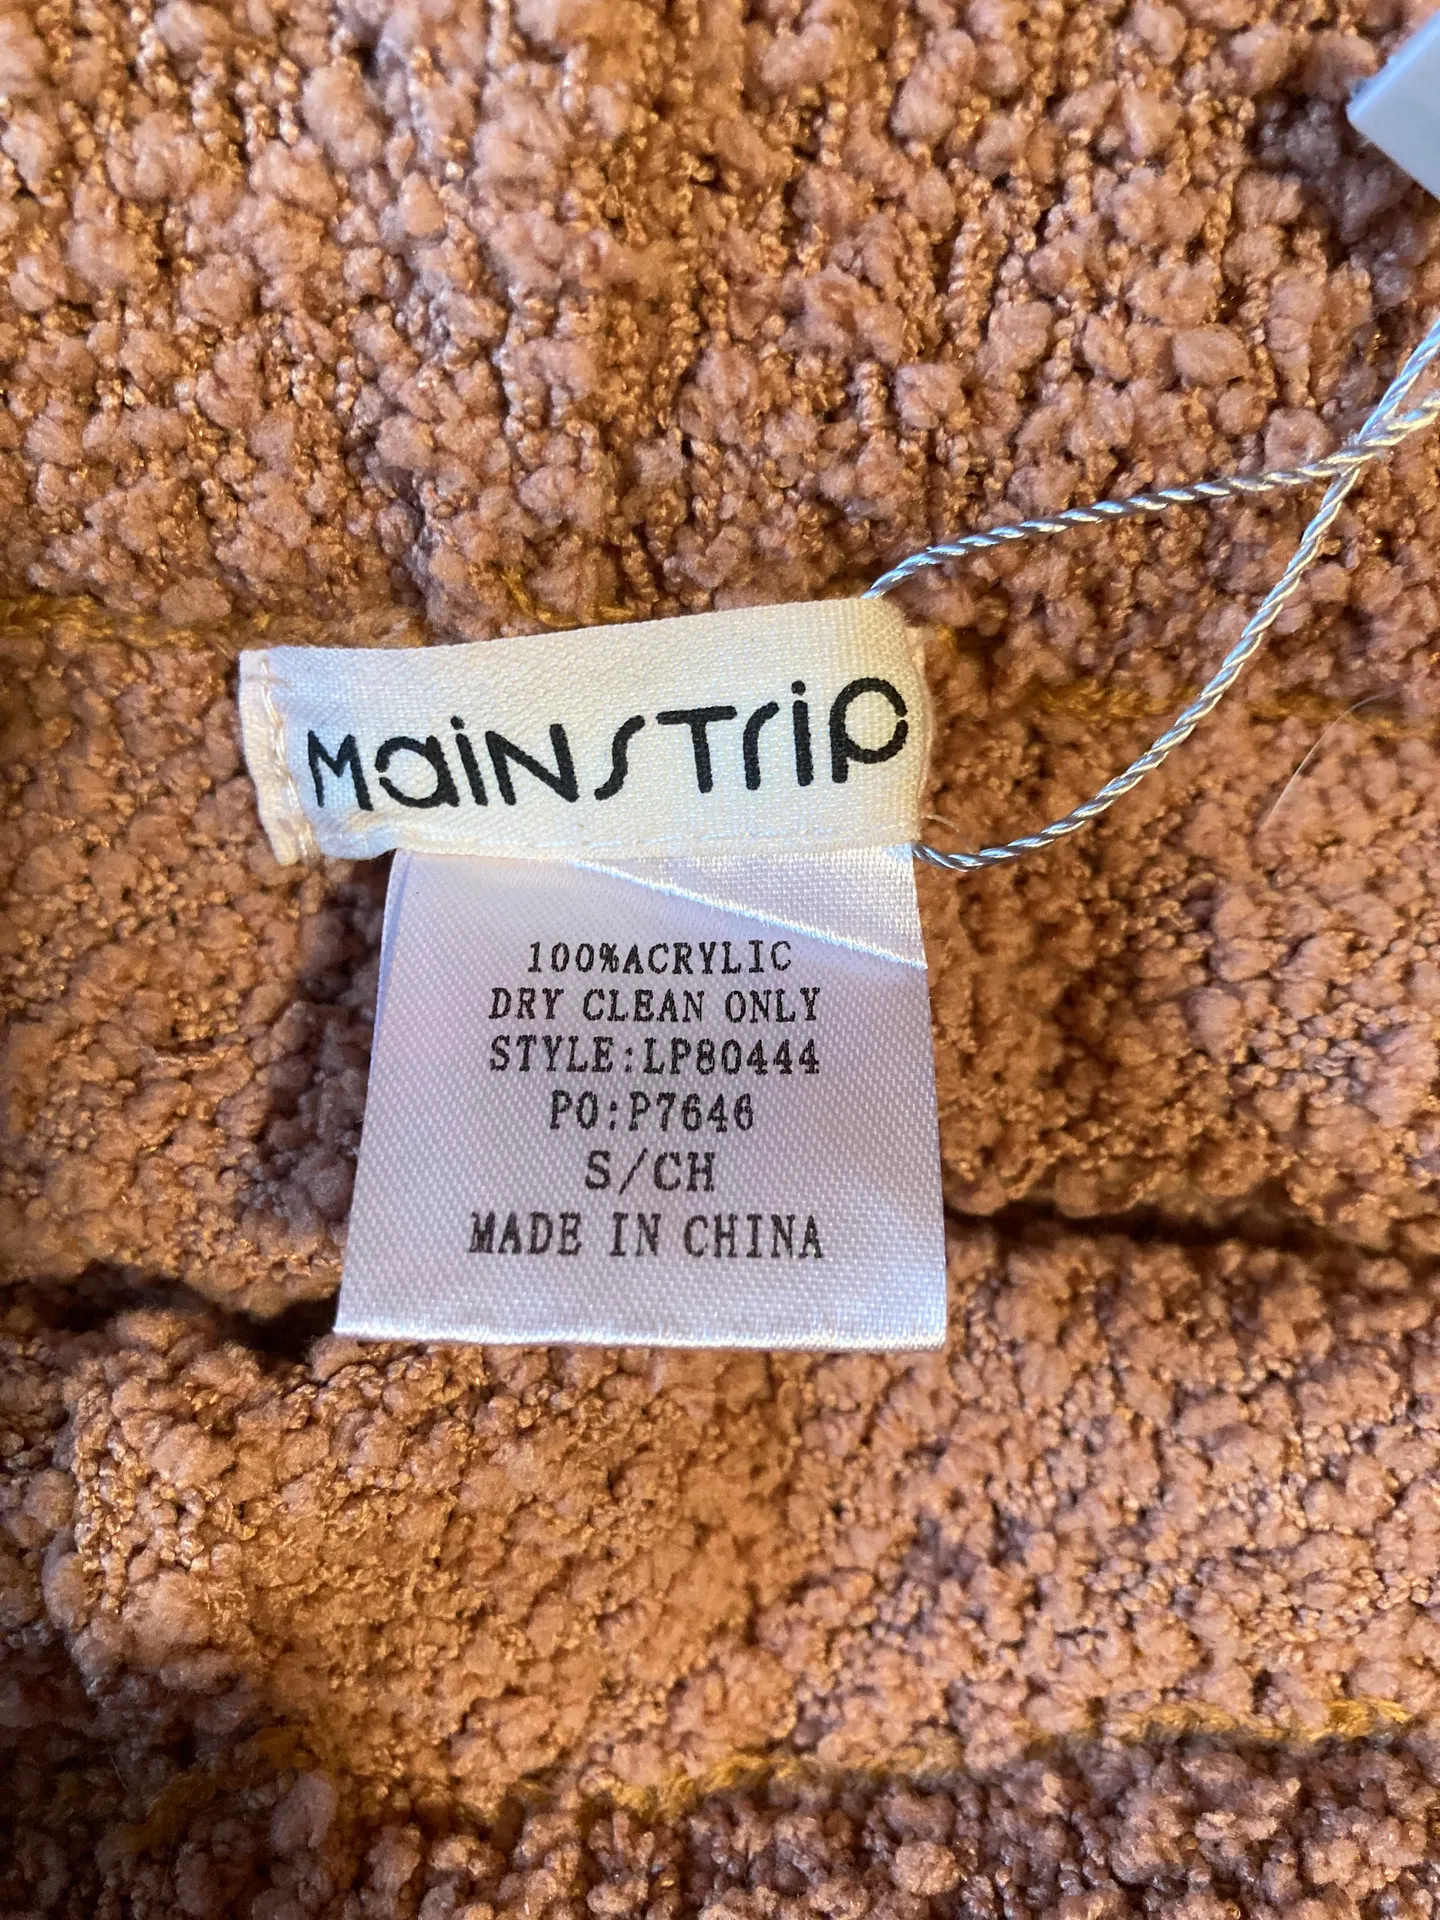 MaiNSTrip
100%ACRYLIC
DRY CLEAN ONLY
STYLE:LP80444
PO:P7646
S/CH
MADE IN CHINA